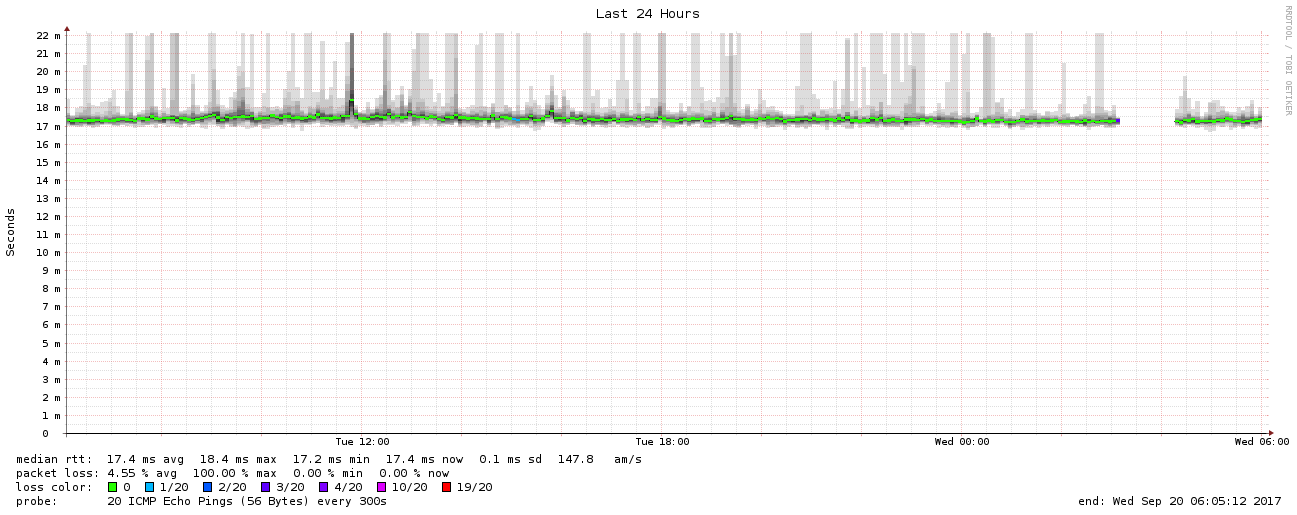 Last 24 Hours
RRDTOOL / TOBI OETIKER
Seconds
22 m
21 m
20 m
19 m
18 m
17 m
16 m
15 m
14 m
13 m
12 m
11 m
10 m
9 m
8 m
7 m
6 m
5 m
4 m
3 m
2 m
1 m
0
Tue 12:00 Tue 18:00 Wed 00:00 Wed 06:00
median rtt: 17.4 ms avg 18.4 ms max 17.2 ms min 17.4 ms now 0.1 ms sd 147.8 am/s
packet loss: 4.55 % avg 100.00 % max 0.00 % min 0.00 % now
loss color: 0 1/20 2/20 3/20 4/20 10/20 19/20
probe: 20 ICMP Echo Pings (56 Bytes) every 300s end: Wed Sep 20 06:05:12 2017